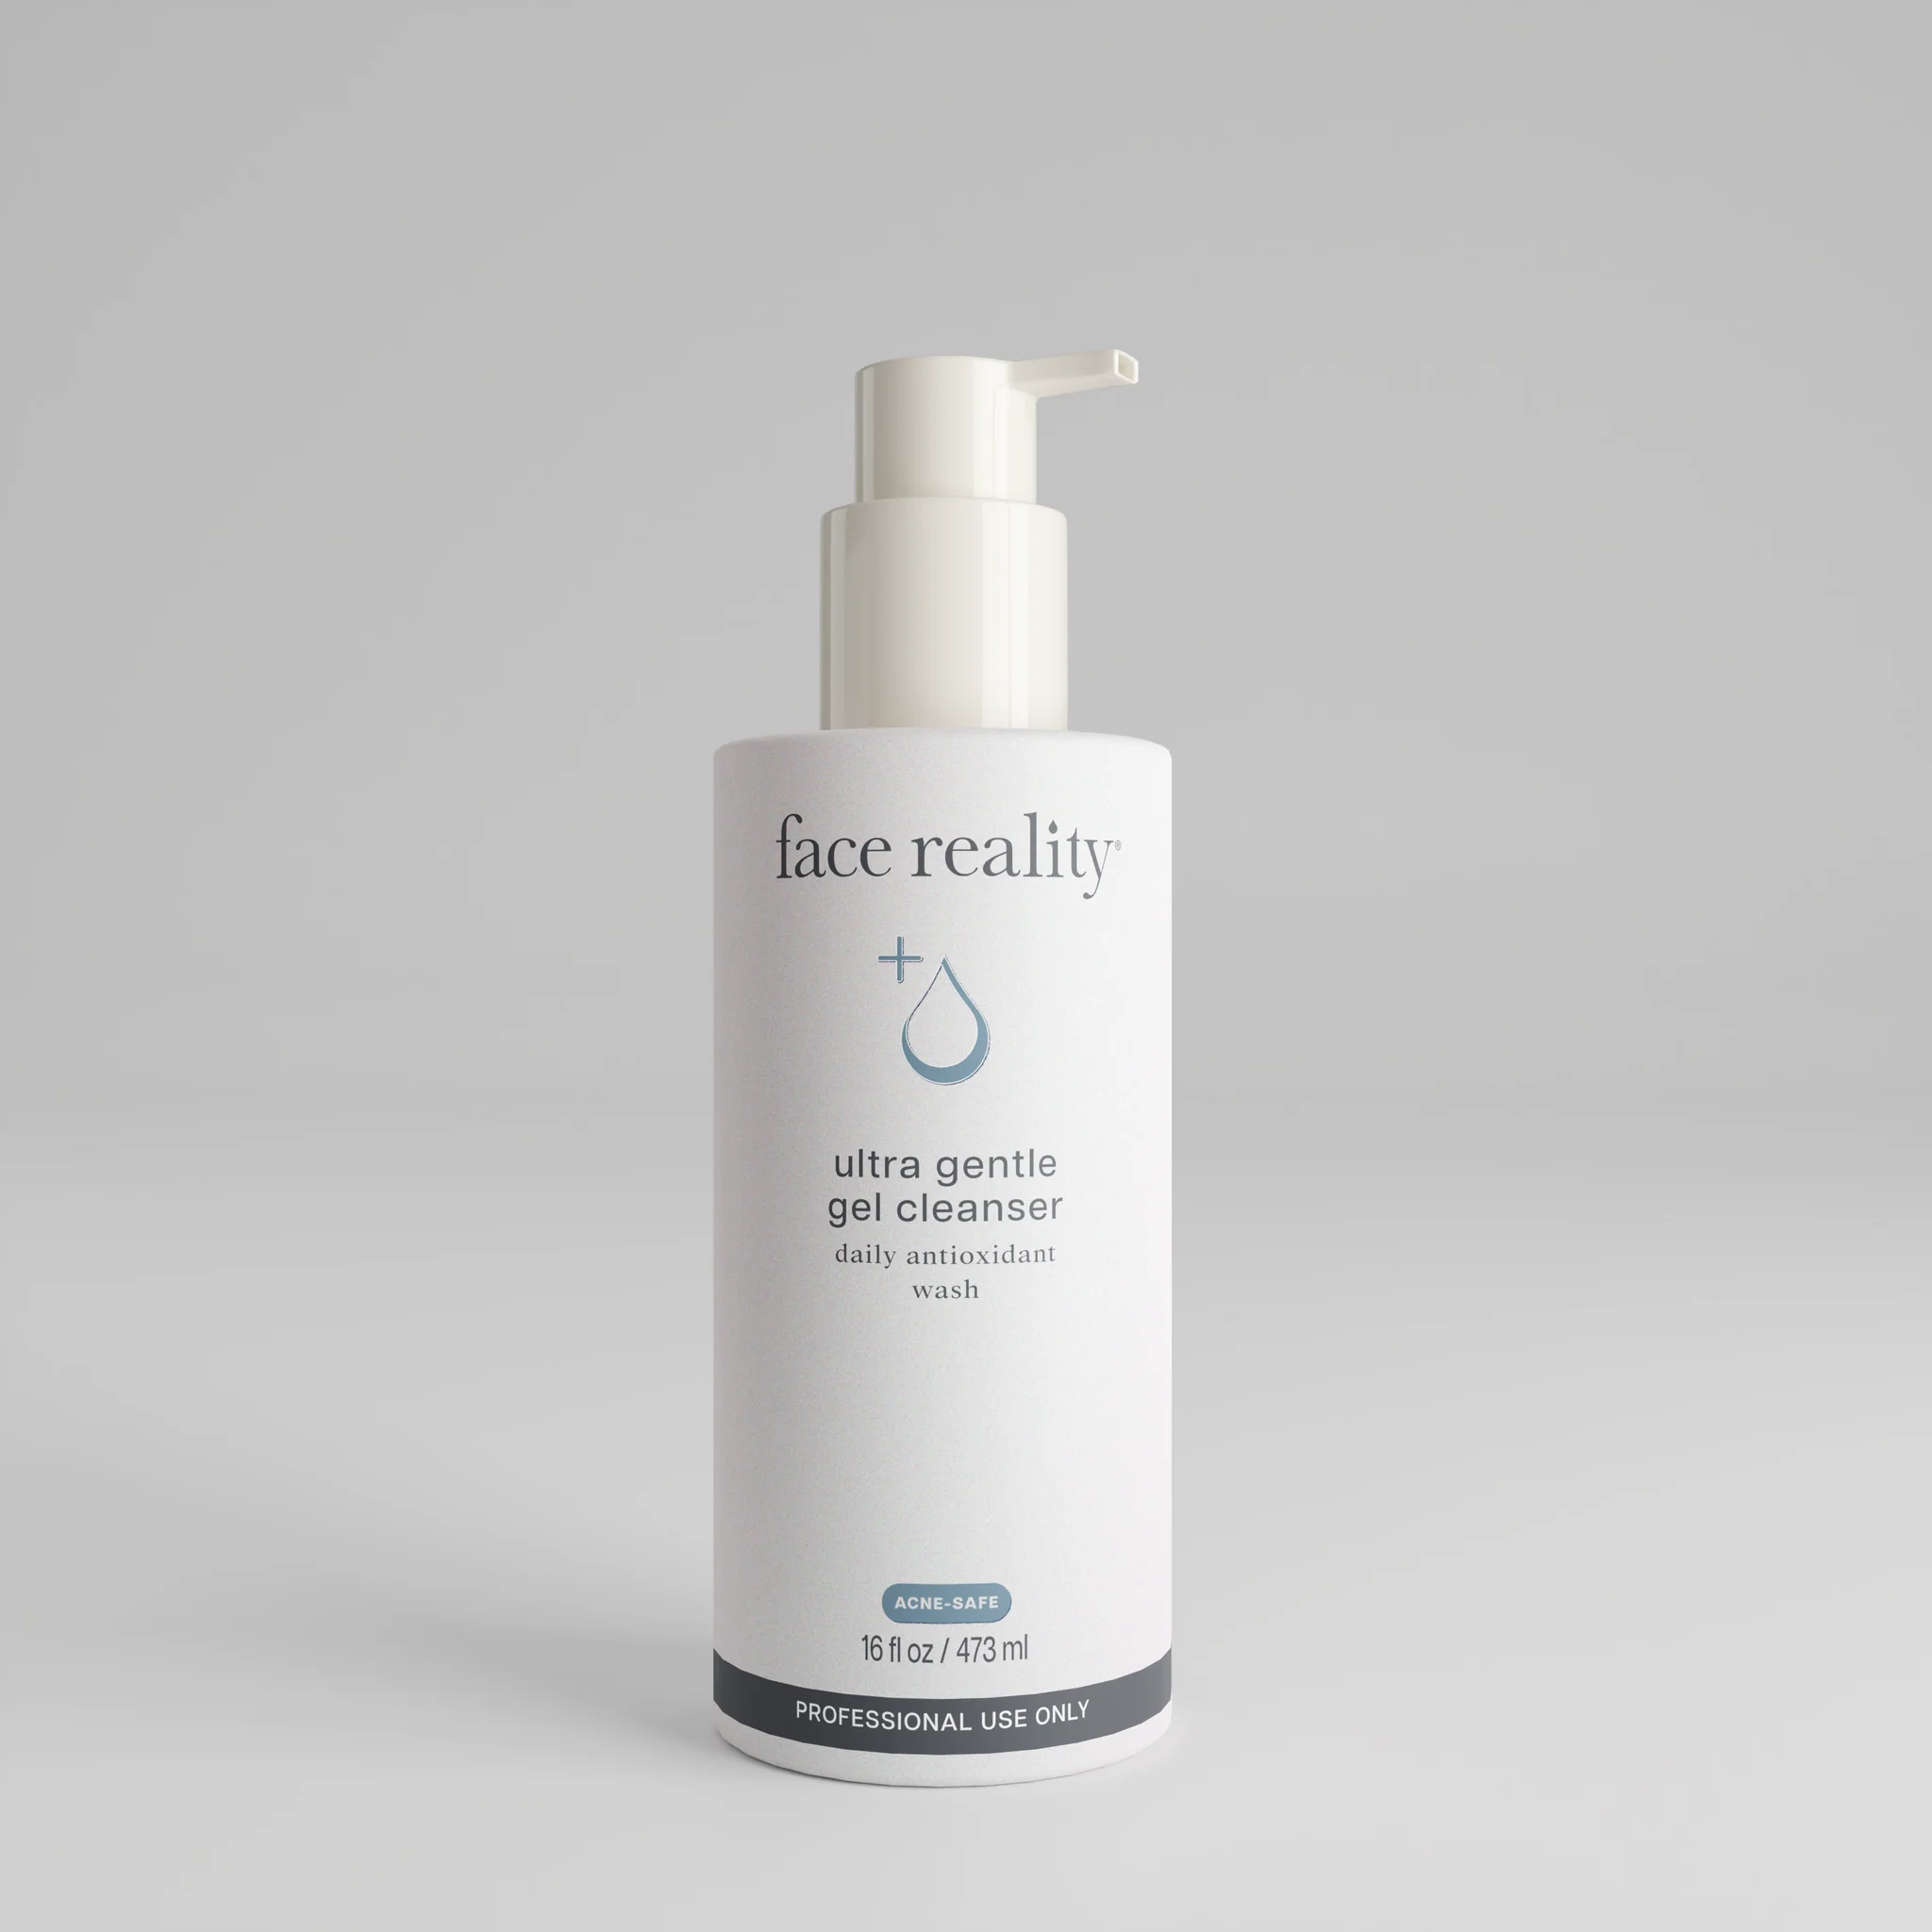 face reality®
ultra gentle
gel cleanser
daily antioxidant
wash
ACNE-SAFE
16 fl oz / 473 ml
PROFESSIONAL USE ONLY